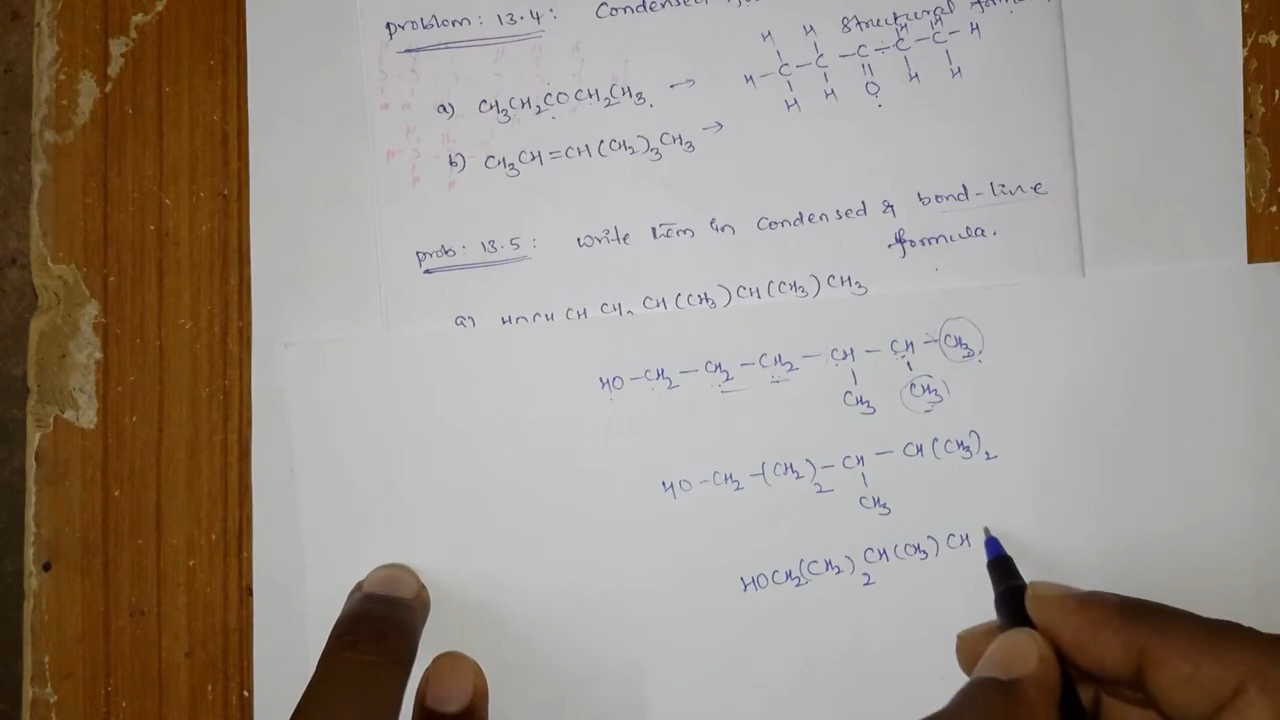 problom: 13.4: Condensed
Structural
a) CH3CH2COCH2CH3. →
H H H H
H-C-C-C-C-C-H
H H O H H
b) CH3CH=CH(CH2)3CH3 →
prob: 13.5: write them in condensed & bond-line
formula.
a) CH(CH3)CH(CH3)CH3
HO-CH2-CH2-CH2-CH-CH-CH3
CH3 CH3
HO-CH2-(CH2)2-CH-CH(CH3)2
CH3
HOCH2(CH2)2CH(CH3)CH